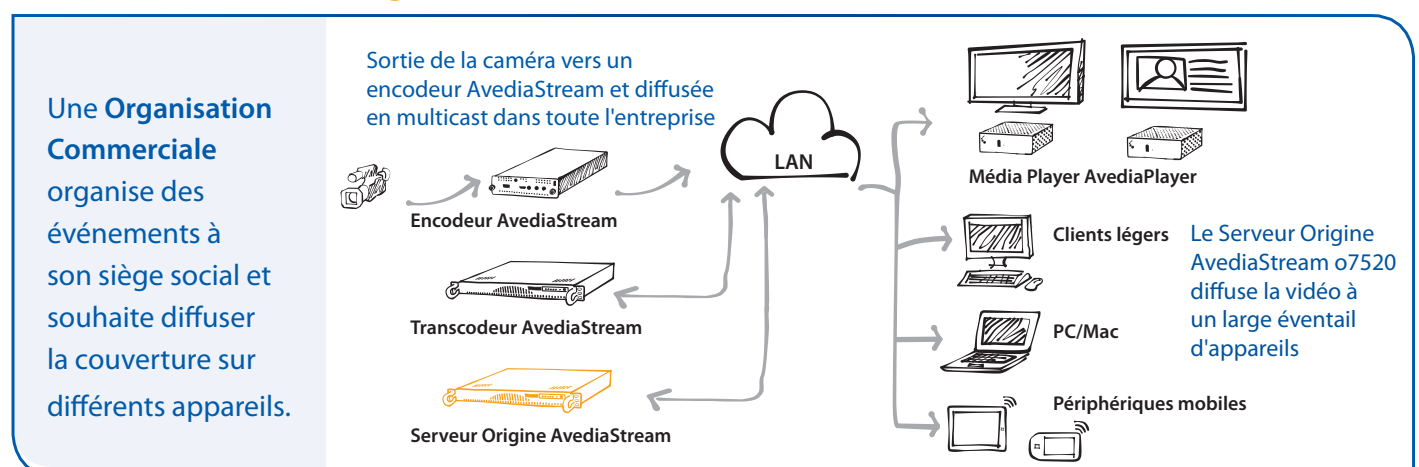 Une Organisation
Commerciale
organise des
événements à
son siège social et
souhaite diffuser
la couverture sur
différents appareils.
Sortie de la caméra vers un
encodeur AvediaStream et diffusée
en multicast dans toute l'entreprise
LAN
Encodeur AvediaStream
Transcodeur AvediaStream
Serveur Origine AvediaStream
Média Player AvediaPlayer
Clients légers
PC/Mac
Périphériques mobiles
Le Serveur Origine
AvediaStream o7520
diffuse la vidéo à
un large éventail
d'appareils